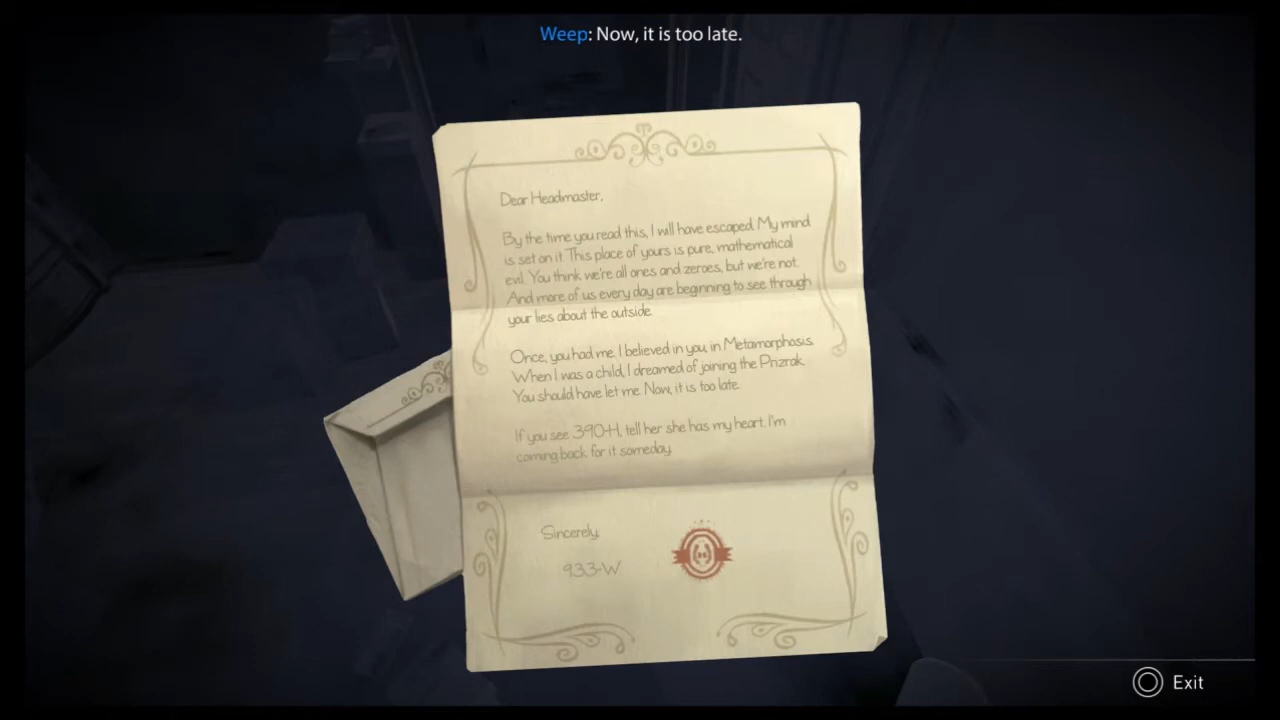 Weep: Now, it is too late.
Dear Headmaster,
By the time you read this, I will have escaped. My mind
is set on it. This place of yours is pure, mathematical
evil. You think we're all ones and zeroes, but we're not.
And more of us every day are beginning to see through
your lies about the outside.
Once, you had me. I believed in you, in Metamorphosis.
When I was a child, I dreamed of joining the Prizrak.
You should have let me. Now, it is too late.
If you see 390-H, tell her she has my heart. I'm
coming back for it someday.
Sincerely,
933-W
Exit